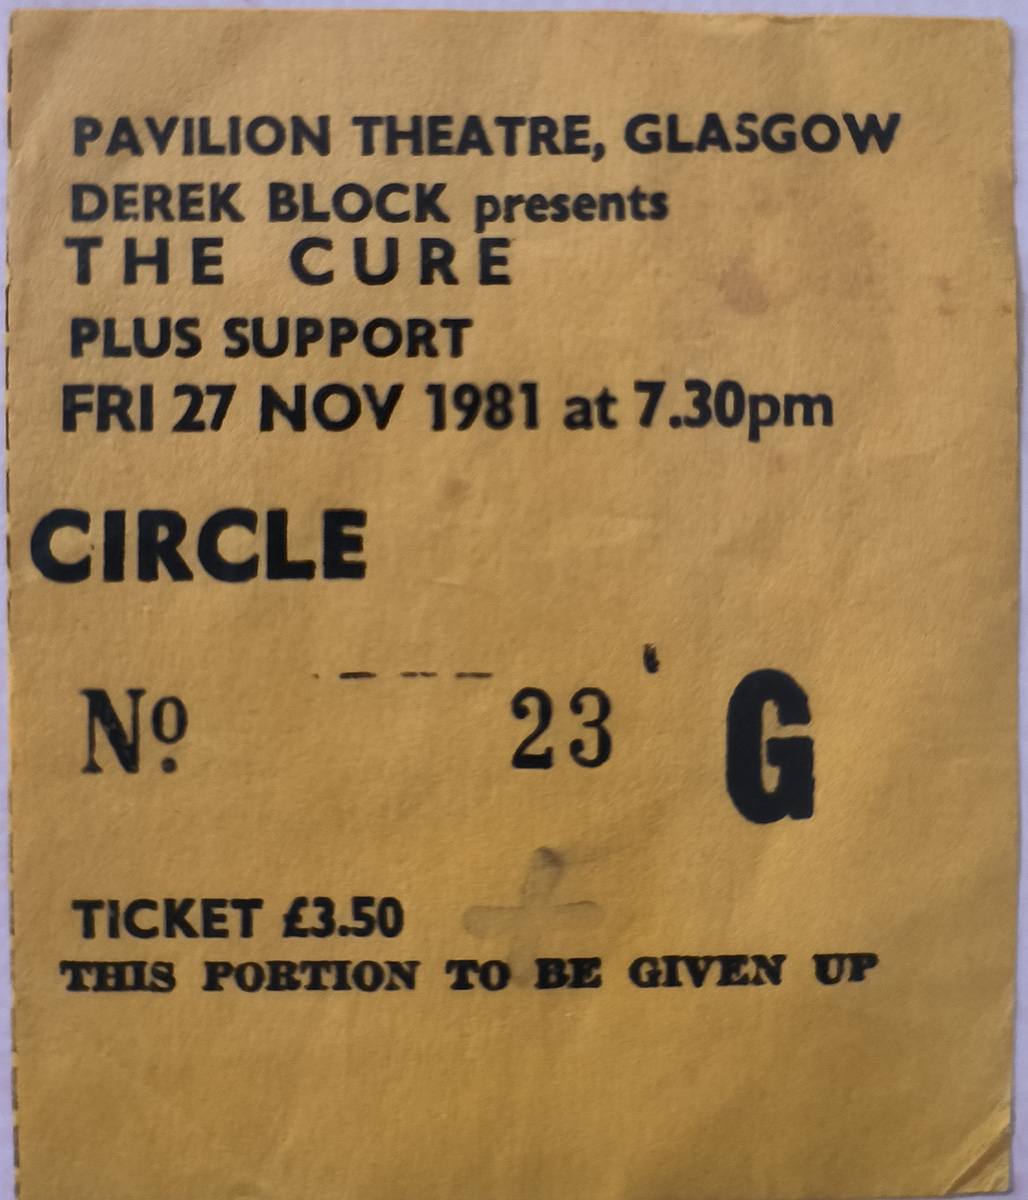 PAVILION THEATRE, GLASGOW
DEREK BLOCK presents
THE CURE
PLUS SUPPORT
FRI 27 NOV 1981 at 7.30pm
CIRCLE
Nº 23 G
TICKET £3.50
THIS PORTION TO BE GIVEN UP